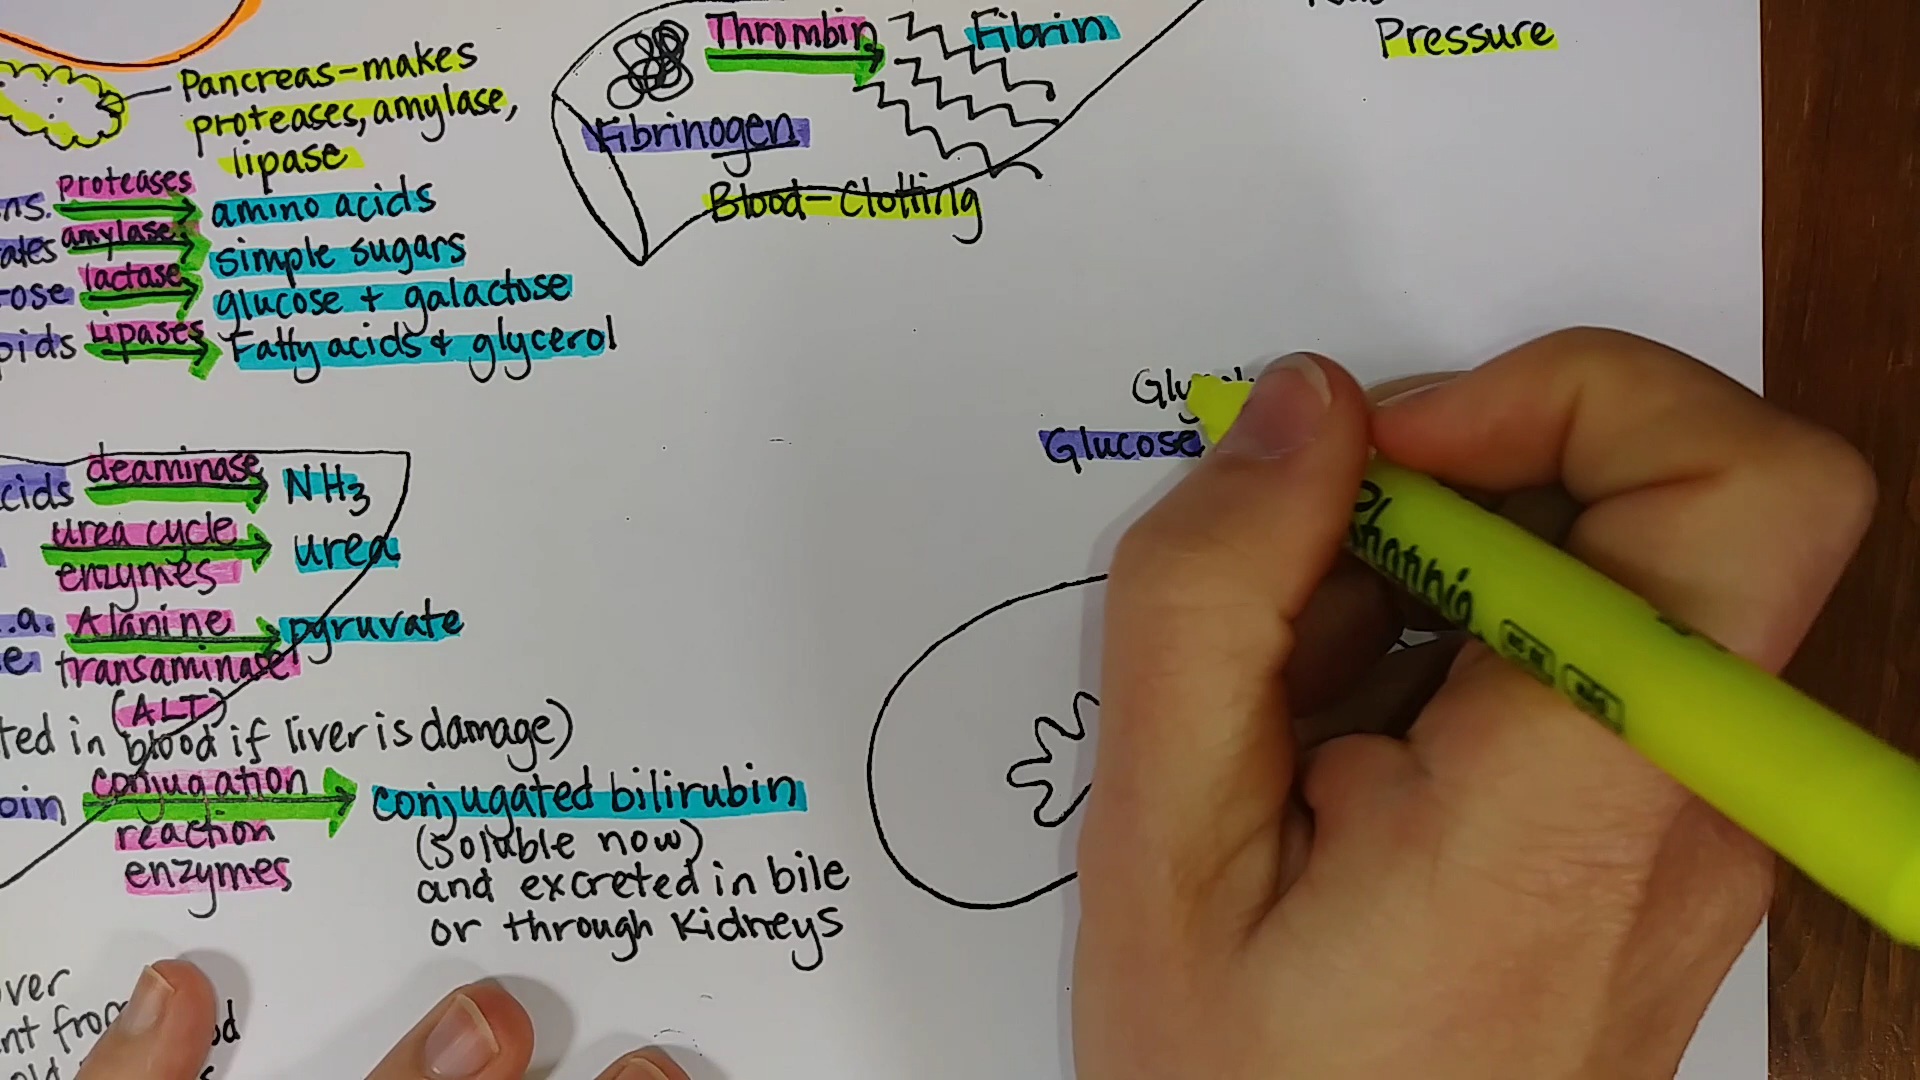 Thrombin
Fibrin
Pressure
Pancreas-makes
proteases, amylase,
lipase
Fibrinogen
Blood-Clotting
proteases
amino acids
amylase
simple sugars
lactase
glucose + galactose
Lipases
Fatty acids & glycerol
Glucose
deaminase
NH3
urea cycle
enzymes
urea
Alanine
pyruvate
transaminase
(ALT)
in blood if liver is damage)
conjugation
reaction
enzymes
conjugated bilirubin
(soluble now)
and excreted in bile
or through kidneys